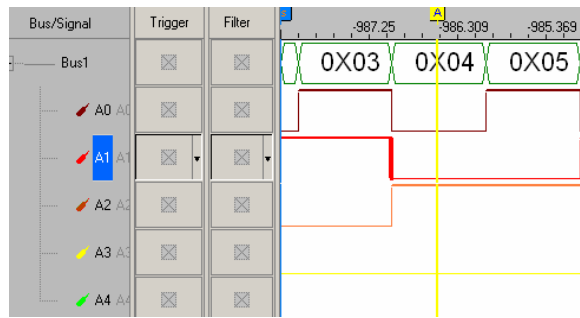 Bus/Signal Trigger Filter A -987.25 -986.309 -985.369
Bus1 0X03 0X04 0X05
A0 A0
A1 A1
A2 A2
A3 A3
A4 A4